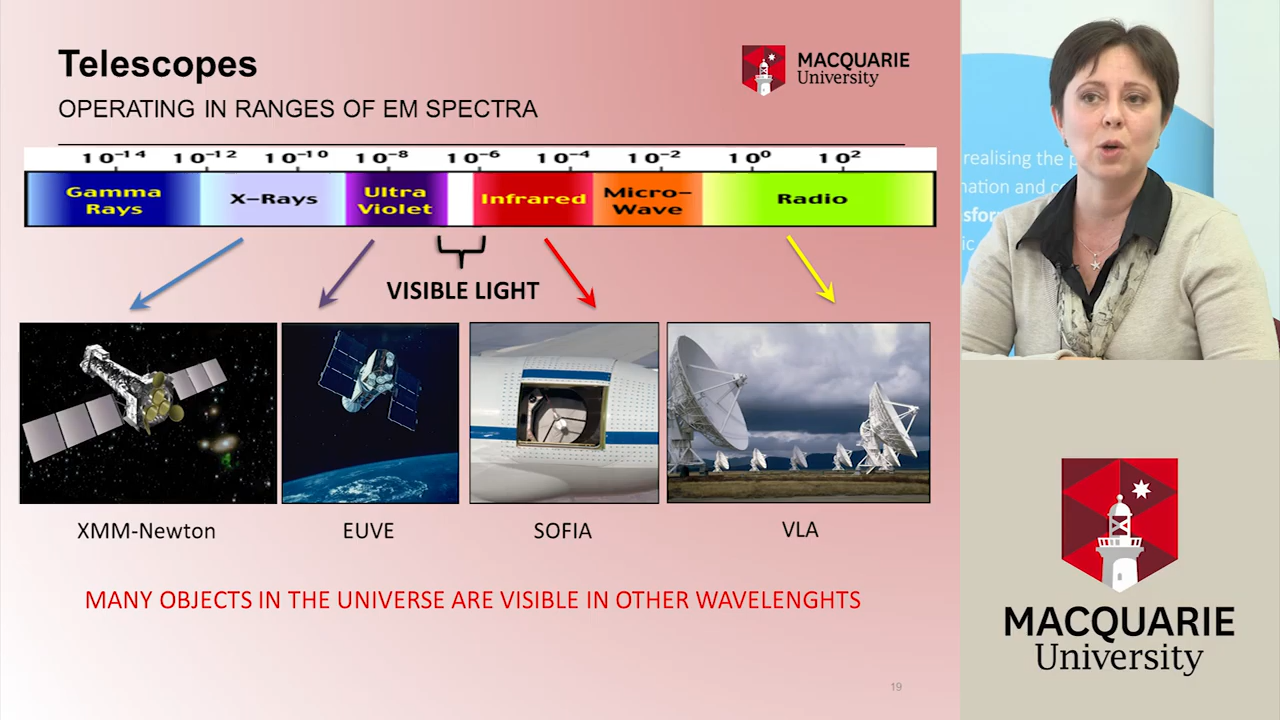 Telescopes
OPERATING IN RANGES OF EM SPECTRA
MACQUARIE
University
10⁻¹⁴ 10⁻¹² 10⁻¹⁰ 10⁻⁸ 10⁻⁶ 10⁻⁴ 10⁻² 10⁰ 10²
Gamma
Rays
X-Rays
Ultra
Violet
Infrared
Micro-
Wave
Radio
VISIBLE LIGHT
XMM-Newton
EUVE
SOFIA
VLA
MANY OBJECTS IN THE UNIVERSE ARE VISIBLE IN OTHER WAVELENGHTS
19
realising the
and
MACQUARIE
University